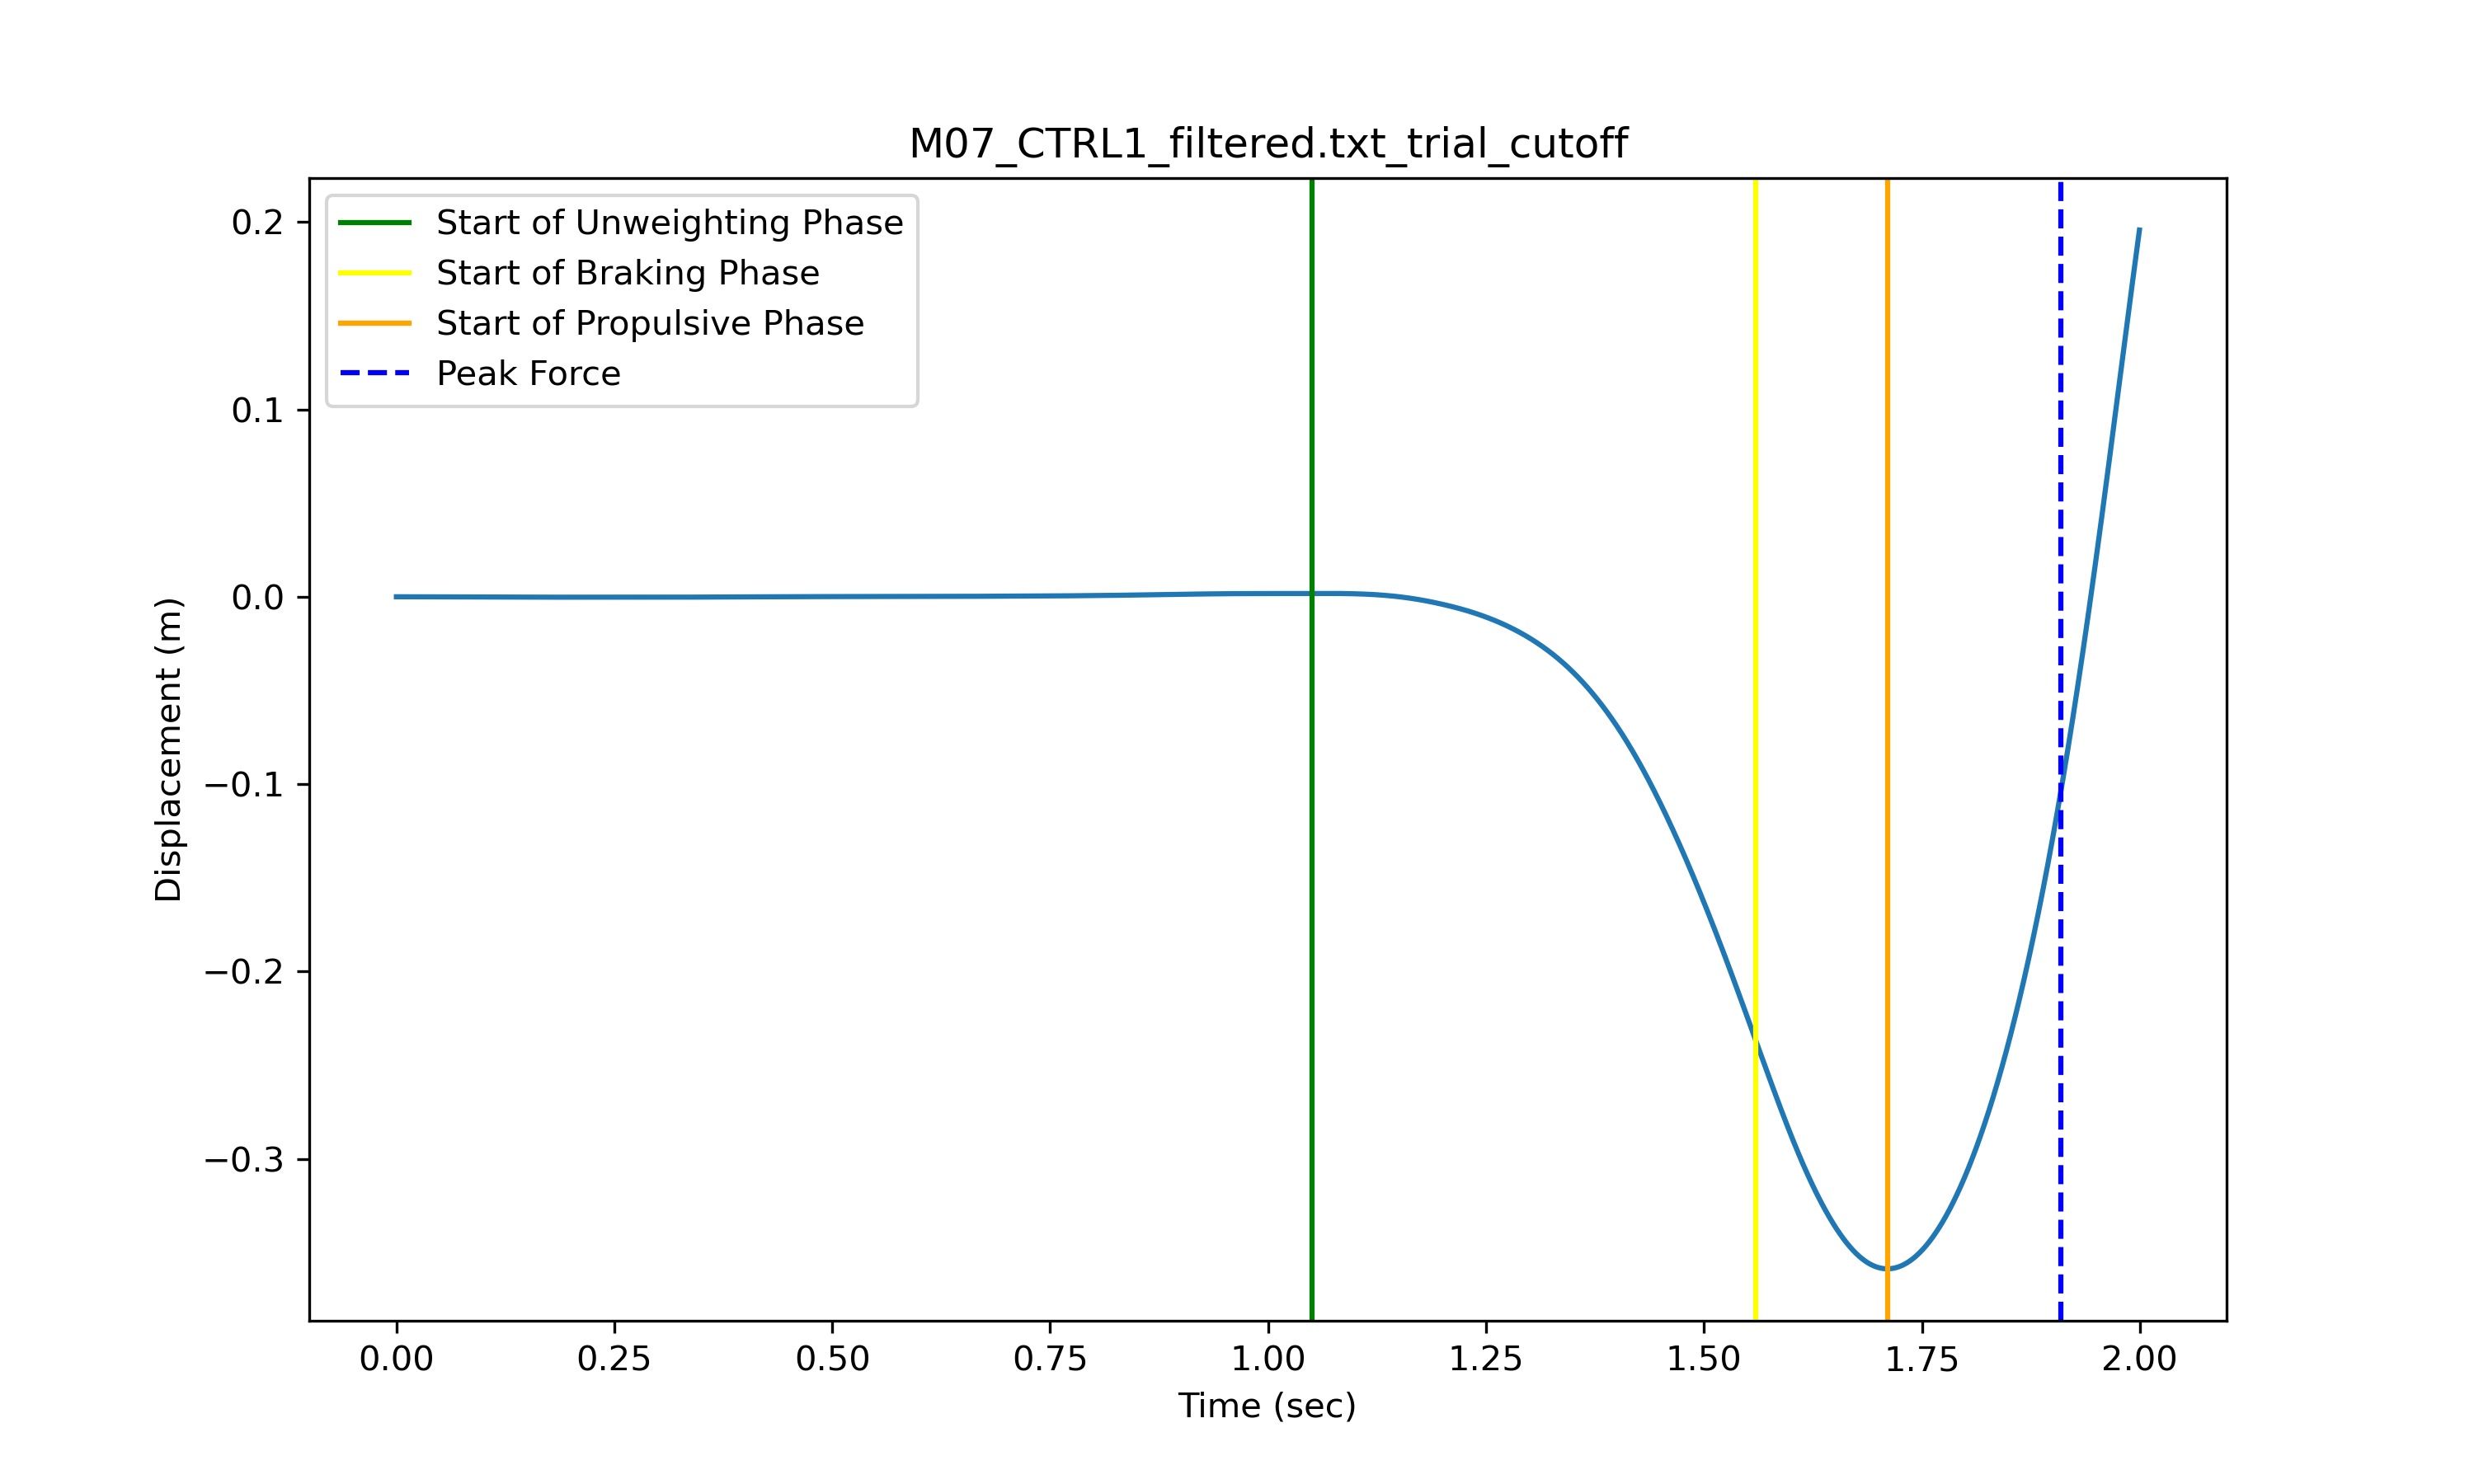 M07_CTRL1_filtered.txt_trial_cutoff
Start of Unweighting Phase
Start of Braking Phase
Start of Propulsive Phase
Peak Force
0.2
0.1
0.0
−0.1
−0.2
−0.3
Displacement (m)
0.00 0.25 0.50 0.75 1.00 1.25 1.50 1.75 2.00
Time (sec)